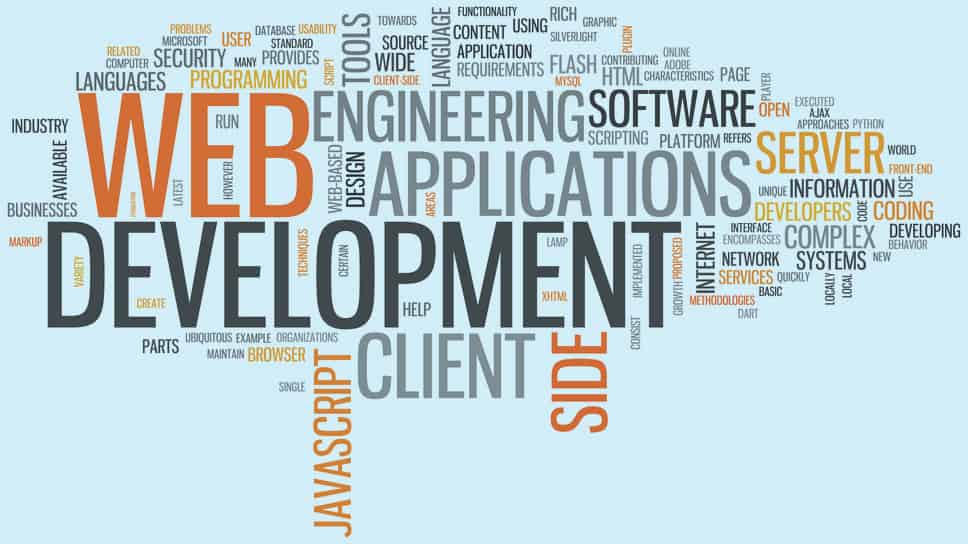 FUNCTIONALITY
RICH
TOWARDS
GRAPHIC
PROBLEMS
DATABASE
USABILITY
TOOLS
LANGUAGE
CONTENT
USING
MICROSOFT
USER
STANDARD
SOURCE
SILVERLIGHT
PLUGIN
RELATED
COMPUTER
SECURITY
MANY
PROVIDES
WIDE
APPLICATION
REQUIREMENTS
FLASH
CONTRIBUTING
ONLINE
ADOBE
LANGUAGES
PROGRAMMING
SCRIPT
CLIENT-SIDE
MYSQL
HTML
CHARACTERISTICS
PAGE
PLAYER
WEB
ENGINEERING
SOFTWARE
OPEN
EXECUTED
AJAX
INDUSTRY
RUN
SCRIPTING
PLATFORM
REFERS
APPROACHES
PYTHON
AVAILABLE
LATEST
HOWEVER
WEB-BASED
DESIGN
APPLICATIONS
AREAS
SERVER
WORLD
FRONT-END
UNIQUE
INFORMATION
USE
BUSINESSES
DEVELOPERS
CODE
CODING
MARKUP
DEVELOPMENT
VARIETY
CREATE
TECHNIQUES
CERTAIN
HELP
LAMP
XHTML
IMPLEMENTED
GROWTH
PROPOSED
INTERNET
INTERFACE
ENCOMPASSES
COMPLEX
DEVELOPING
BEHAVIOR
NETWORK
SYSTEMS
NEW
SERVICES
QUICKLY
BASIC
LOCALLY
LOCAL
METHODOLOGIES
DART
CONSIST
PARTS
UBIQUITOUS
EXAMPLE
ORGANIZATIONS
MAINTAIN
BROWSER
CLIENT
SIDE
SINGLE
JAVASCRIPT